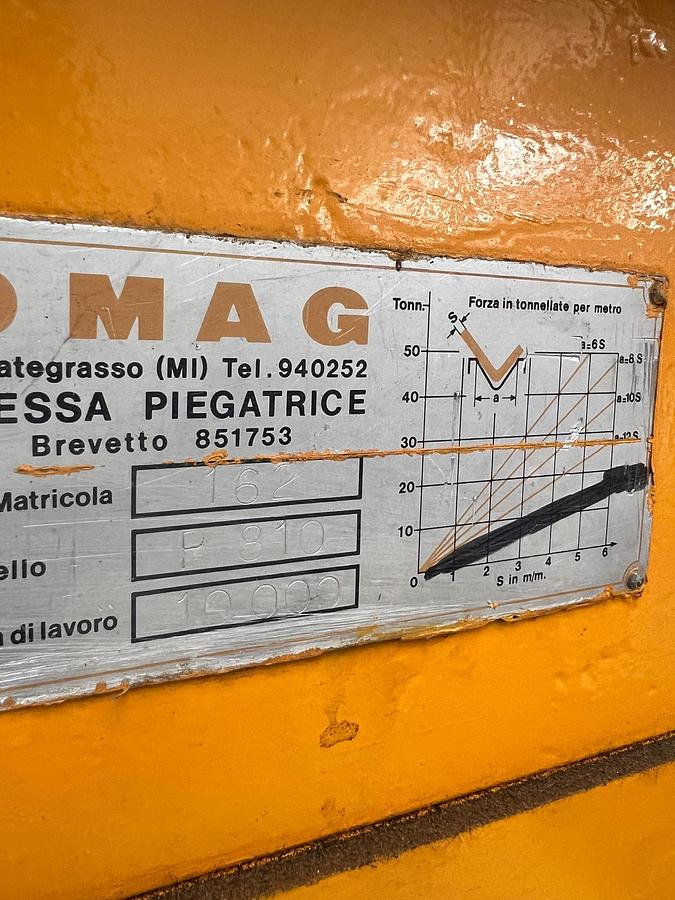 OMAG
ategrasso (MI) Tel. 940252
ESSA PIEGATRICE
Brevetto 851753
Matricola 162
ello P 810
di lavoro 10 000
Tonn. Forza in tonnellate per metro
S
a
a=6S
a=8S
a=10S
a=12S
50
40
30
20
10
0 1 2 3 4 5 6
S in m/m.